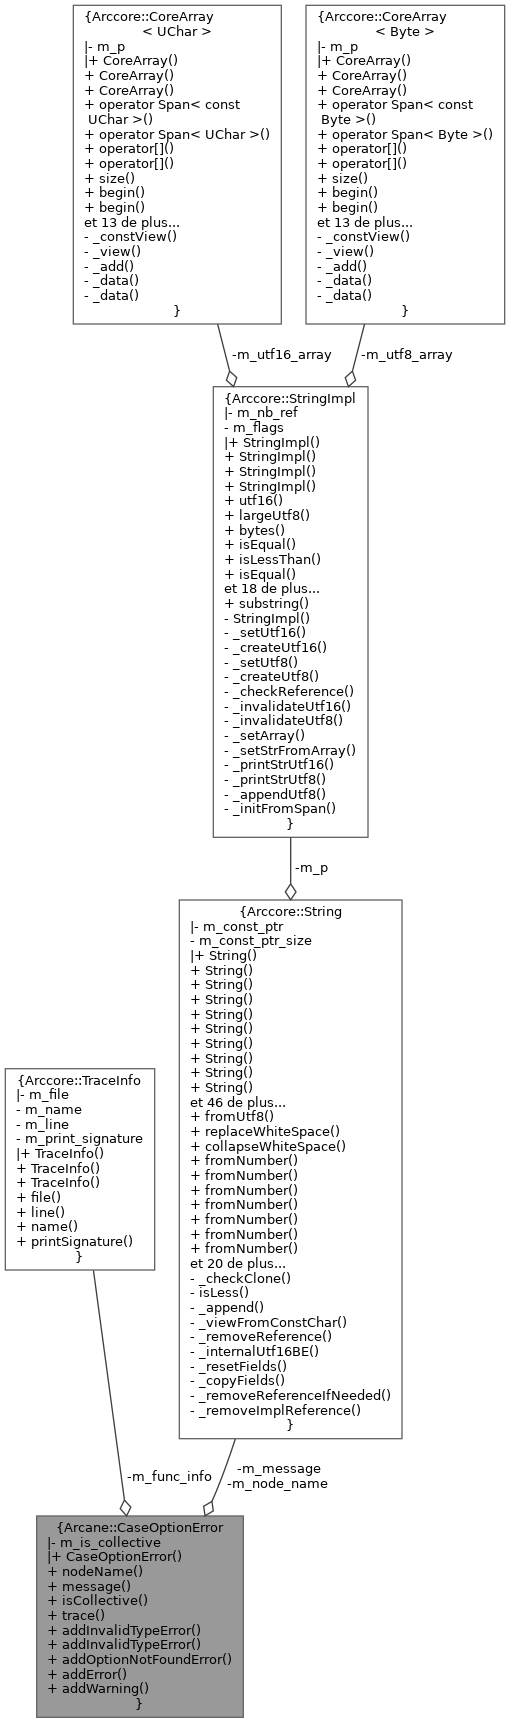 {Arccore::CoreArray
< UChar >
|- m_p
|+ CoreArray()
+ CoreArray()
+ CoreArray()
+ operator Span< const
UChar >()
+ operator Span< UChar >()
+ operator[]()
+ operator[]()
+ size()
+ begin()
+ begin()
et 13 de plus...
- _constView()
- _view()
- _add()
- _data()
- _data()
}
{Arccore::CoreArray
< Byte >
|- m_p
|+ CoreArray()
+ CoreArray()
+ CoreArray()
+ operator Span< const
Byte >()
+ operator Span< Byte >()
+ operator[]()
+ operator[]()
+ size()
+ begin()
+ begin()
et 13 de plus...
- _constView()
- _view()
- _add()
- _data()
- _data()
}
-m_utf16_array
-m_utf8_array
{Arccore::StringImpl
|- m_nb_ref
- m_flags
|+ StringImpl()
+ StringImpl()
+ StringImpl()
+ StringImpl()
+ utf16()
+ largeUtf8()
+ bytes()
+ isEqual()
+ isLessThan()
+ isEqual()
et 18 de plus...
+ substring()
- StringImpl()
- _setUtf16()
- _createUtf16()
- _setUtf8()
- _createUtf8()
- _checkReference()
- _invalidateUtf16()
- _invalidateUtf8()
- _setArray()
- _setStrFromArray()
- _printStrUtf16()
- _printStrUtf8()
- _appendUtf8()
- _initFromSpan()
}
-m_p
{Arccore::String
|- m_const_ptr
- m_const_ptr_size
|+ String()
+ String()
+ String()
+ String()
+ String()
+ String()
+ String()
+ String()
+ String()
+ String()
et 46 de plus...
+ fromUtf8()
+ replaceWhiteSpace()
+ collapseWhiteSpace()
+ fromNumber()
+ fromNumber()
+ fromNumber()
+ fromNumber()
+ fromNumber()
+ fromNumber()
+ fromNumber()
et 20 de plus...
- _checkClone()
- isLess()
- _append()
- _viewFromConstChar()
- _removeReference()
- _internalUtf16BE()
- _resetFields()
- _copyFields()
- _removeReferenceIfNeeded()
- _removeImplReference()
}
{Arccore::TraceInfo
|- m_file
- m_name
- m_line
- m_print_signature
|+ TraceInfo()
+ TraceInfo()
+ TraceInfo()
+ file()
+ line()
+ name()
+ printSignature()
}
-m_func_info
-m_message
-m_node_name
{Arcane::CaseOptionError
|- m_is_collective
|+ CaseOptionError()
+ nodeName()
+ message()
+ isCollective()
+ trace()
+ addInvalidTypeError()
+ addInvalidTypeError()
+ addOptionNotFoundError()
+ addError()
+ addWarning()
}